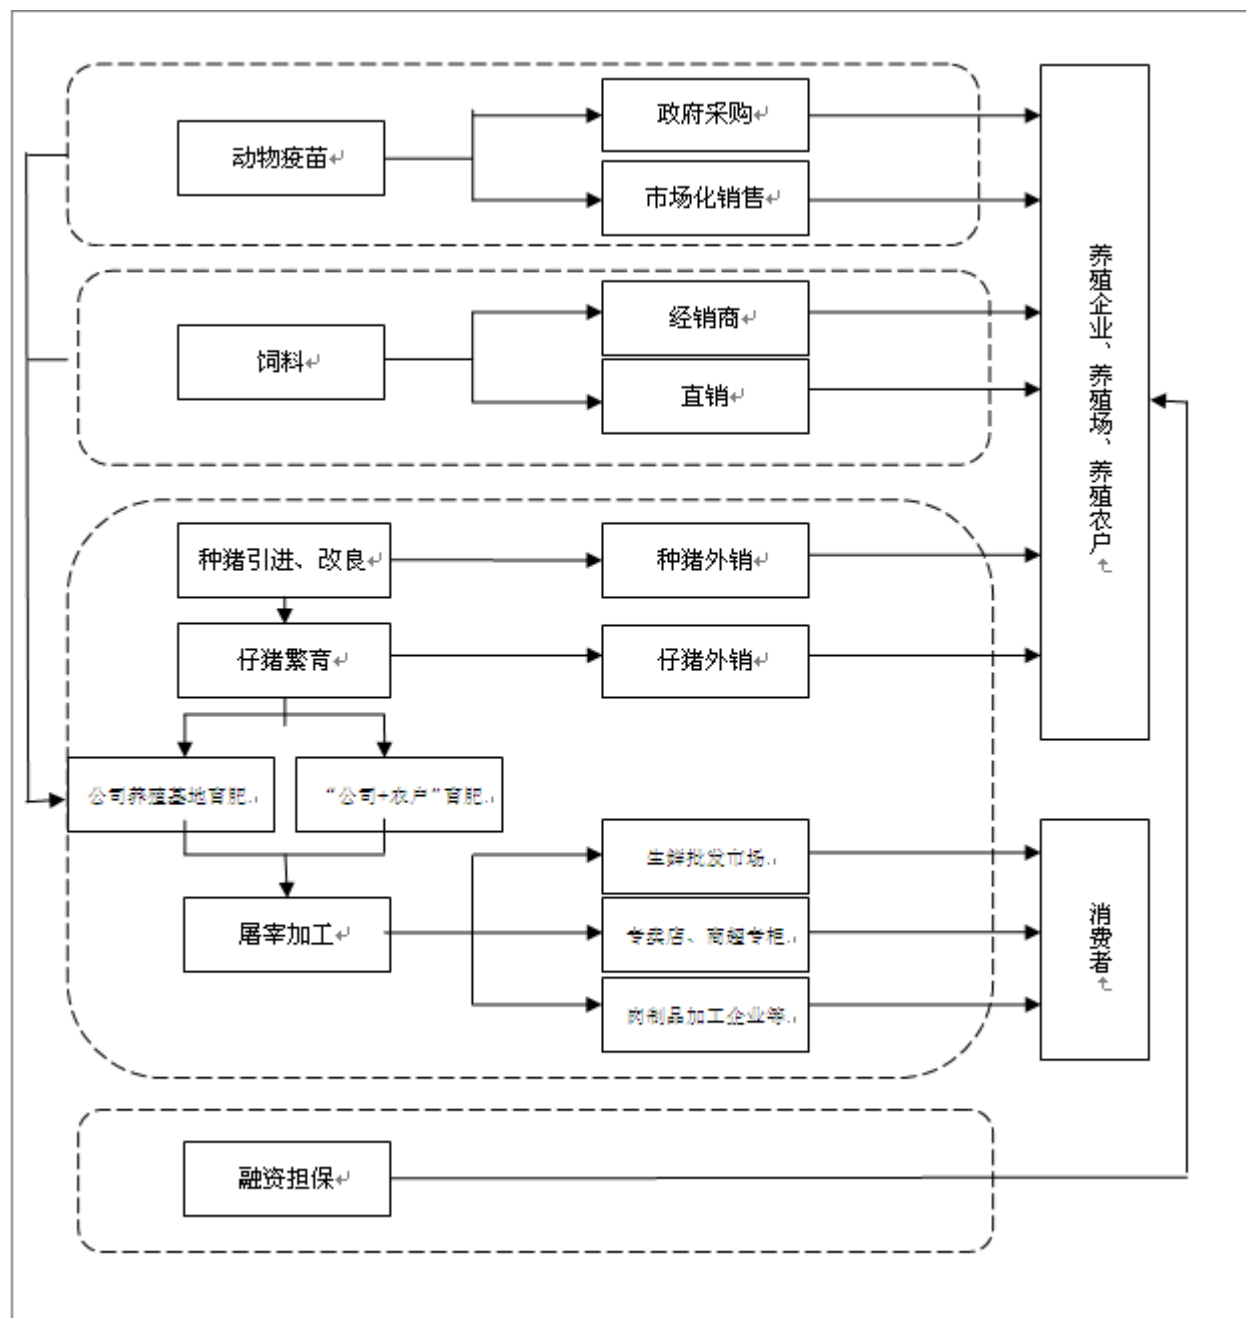 动物疫苗
政府采购
市场化销售
饲料
经销商
直销
养殖企业、养殖场、养殖农户
种猪引进、改良
种猪外销
仔猪繁育
仔猪外销
公司养殖基地育肥
“公司+农户”育肥
屠宰加工
生鲜批发市场
专卖店、商超专柜
肉制品加工企业等
消费者
融资担保